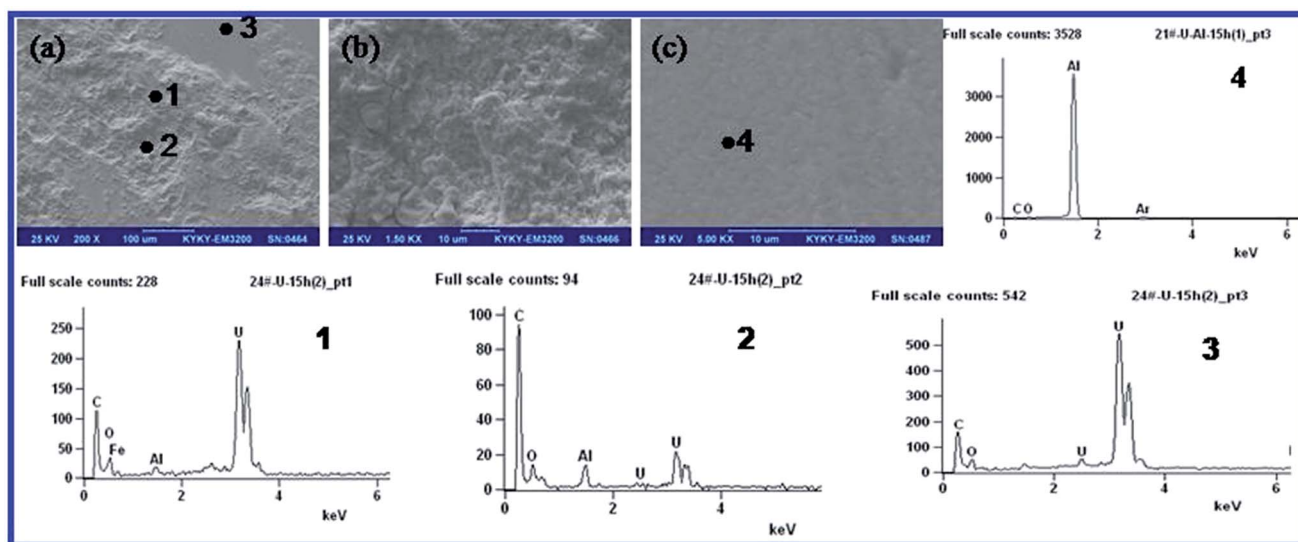 (a)
3
1
2
25 KV 200 X 100 um KYKY-EM3200 SN:0464
(b)
25 KV 1.50 KX 10 um KYKY-EM3200 SN:0466
(c)
4
25 KV 5.00 KX 10 um KYKY-EM3200 SN:0487
Full scale counts: 3528 21#-U-Al-15h(1)_pt3
4
Al
3000
2000
1000
0
C O Ar
0 2 4 6
keV
Full scale counts: 228 24#-U-15h(2)_pt1
1
250
200
150
100
50
0
C
O
Fe
Al
U
0 2 4 6
keV
Full scale counts: 94 24#-U-15h(2)_pt2
2
100
80
60
40
20
0
C
O
Al
U
U
0 2 4
keV
Full scale counts: 542 24#-U-15h(2)_pt3
3
500
400
300
200
100
0
C
O
U
U
0 2 4 6
keV